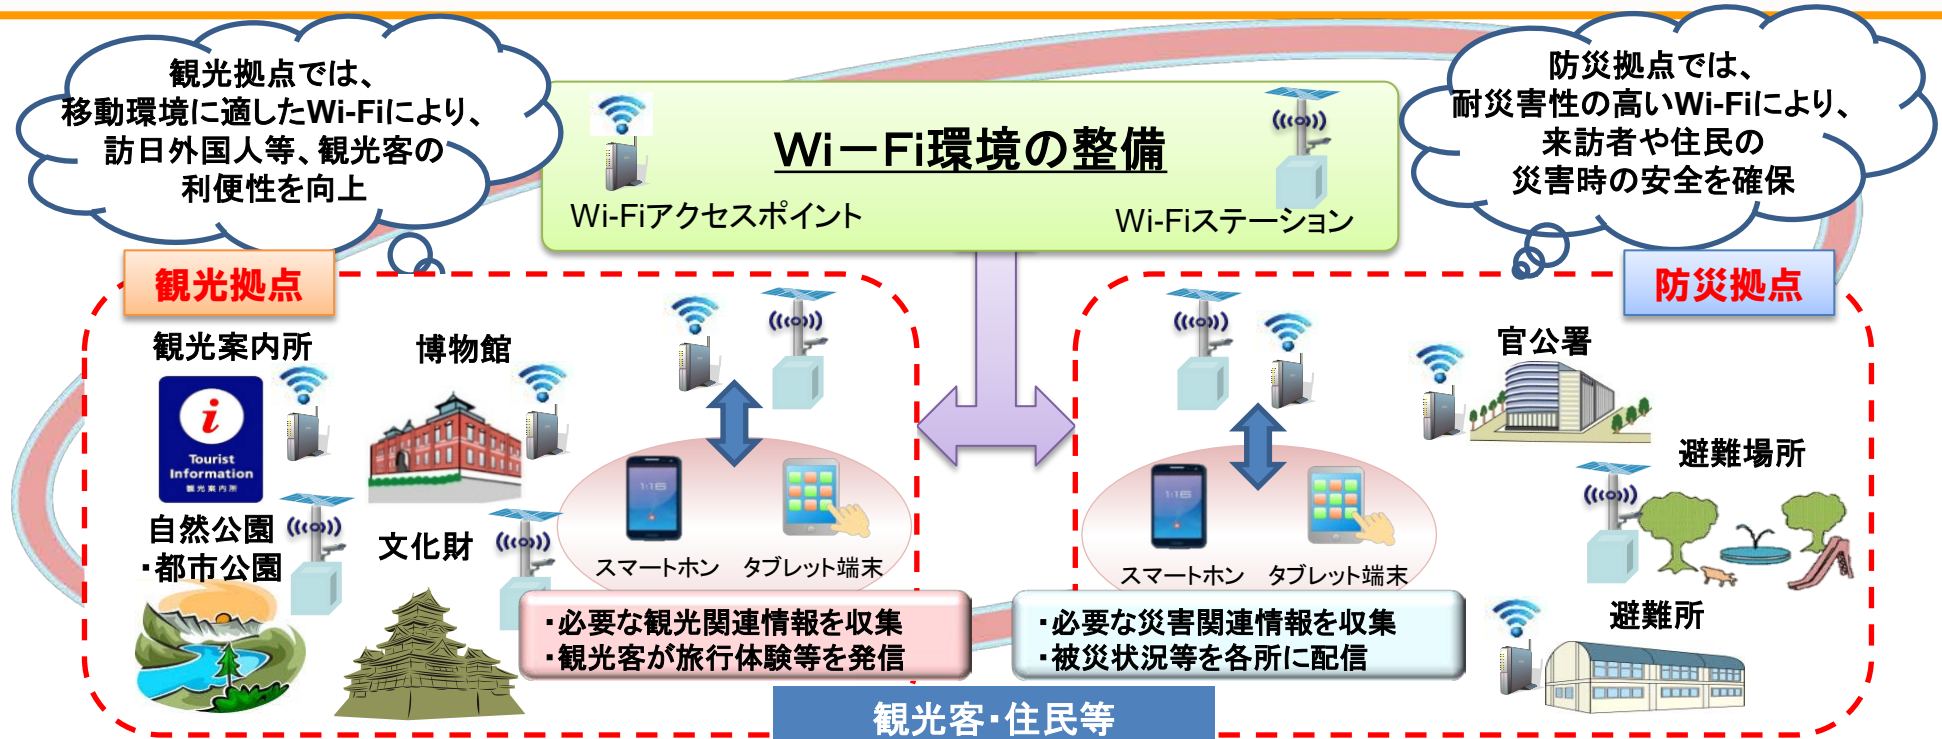 観光拠点では、
移動環境に適したWi-Fiにより、
訪日外国人等、観光客の
利便性を向上
Wi－Fi環境の整備
Wi-Fiアクセスポイント
Wi-Fiステーション
防災拠点では、
耐災害性の高いWi-Fiにより、
来訪者や住民の
災害時の安全を確保
観光拠点
観光案内所
i
Tourist
Information
観光案内所
博物館
自然公園
・都市公園
文化財
1:16
スマートホン
タブレット端末
・必要な観光関連情報を収集
・観光客が旅行体験等を発信
防災拠点
官公署
避難場所
避難所
1:16
スマートホン
タブレット端末
・必要な災害関連情報を収集
・被災状況等を各所に配信
観光客・住民等